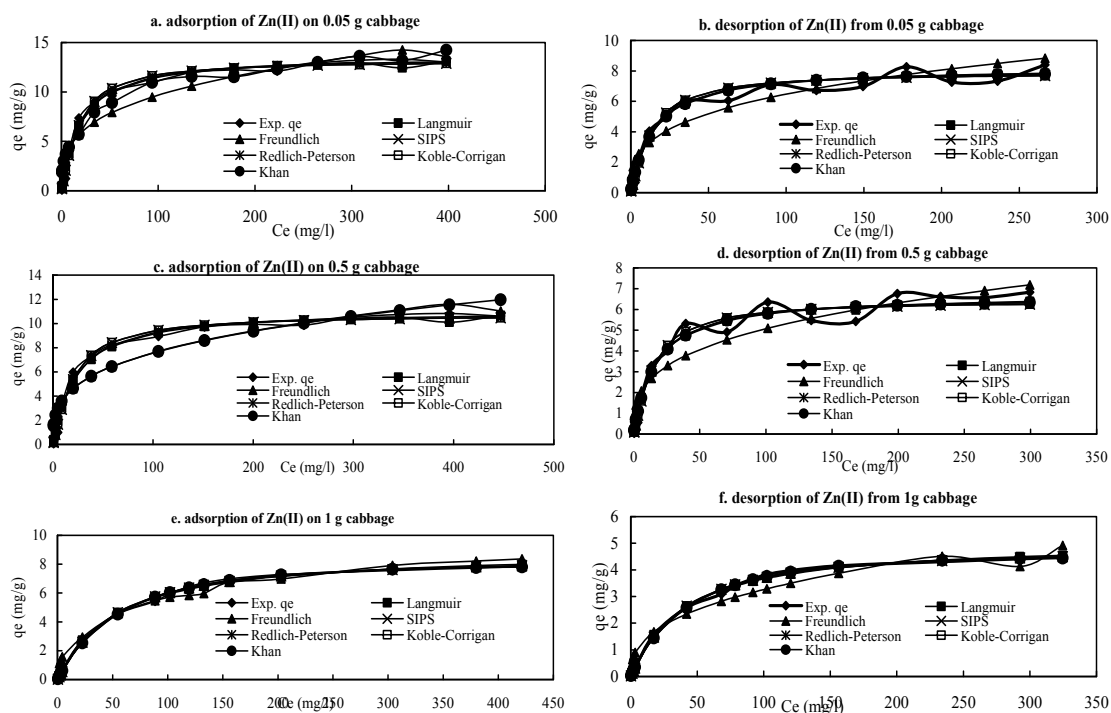 a. adsorption of Zn(II) on 0.05 g cabbage
15
10
5
0
qe (mg/g)
0 100 200 300 400 500
Ce (mg/l)
Exp. qe
Langmuir
Freundlich
SIPS
Redlich-Peterson
Koble-Corrigan
Khan
b. desorption of Zn(II) from 0.05 g cabbage
10
8
6
4
2
0
qe (mg/g)
0 50 100 150 200 250 300
Ce (mg/l)
Exp. qe
Langmuir
Freundlich
SIPS
Redlich-Peterson
Koble-Corrigan
Khan
c. adsorption of Zn(II) on 0.5 g cabbage
14
12
10
8
6
4
2
0
qe (mg/g)
0 100 200 300 400 500
Ce (mg/l)
Exp. qe
Langmuir
Freundlich
SIPS
Redlich-Peterson
Koble-Corrigan
Khan
d. desorption of Zn(II) from 0.5 g cabbage
8
7
6
5
4
3
2
1
0
qe (mg/g)
0 50 100 150 200 250 300 350
Ce (mg/l)
Exp. qe
Langmuir
Freundlich
SIPS
Redlich-Peterson
Koble-Corrigan
Khan
e. adsorption of Zn(II) on 1 g cabbage
10
8
6
4
2
0
qe (mg/g)
0 50 100 150 200 250 300 350 400 450
Ce (mg/l)
Exp. qe
Langmuir
Freundlich
SIPS
Redlich-Peterson
Koble-Corrigan
Khan
f. desorption of Zn(II) from 1g cabbage
6
5
4
3
2
1
0
qe (mg/g)
0 50 100 150 200 250 300 350
Ce (mg/l)
Exp. qe
Langmuir
Freundlich
SIPS
Redlich-Peterson
Koble-Corrigan
Khan